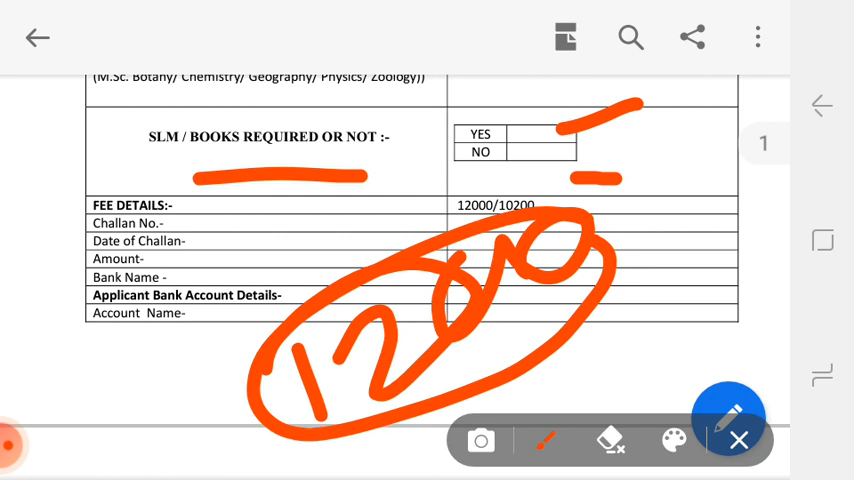 (M.Sc. Botany/ Chemistry/ Geography/ Physics/ Zoology))
1
SLM / BOOKS REQUIRED OR NOT :-
YES
NO
FEE DETAILS:-
12000/10200
Challan No.-
Date of Challan-
Amount-
Bank Name -
Applicant Bank Account Details-
Account Name-
12000